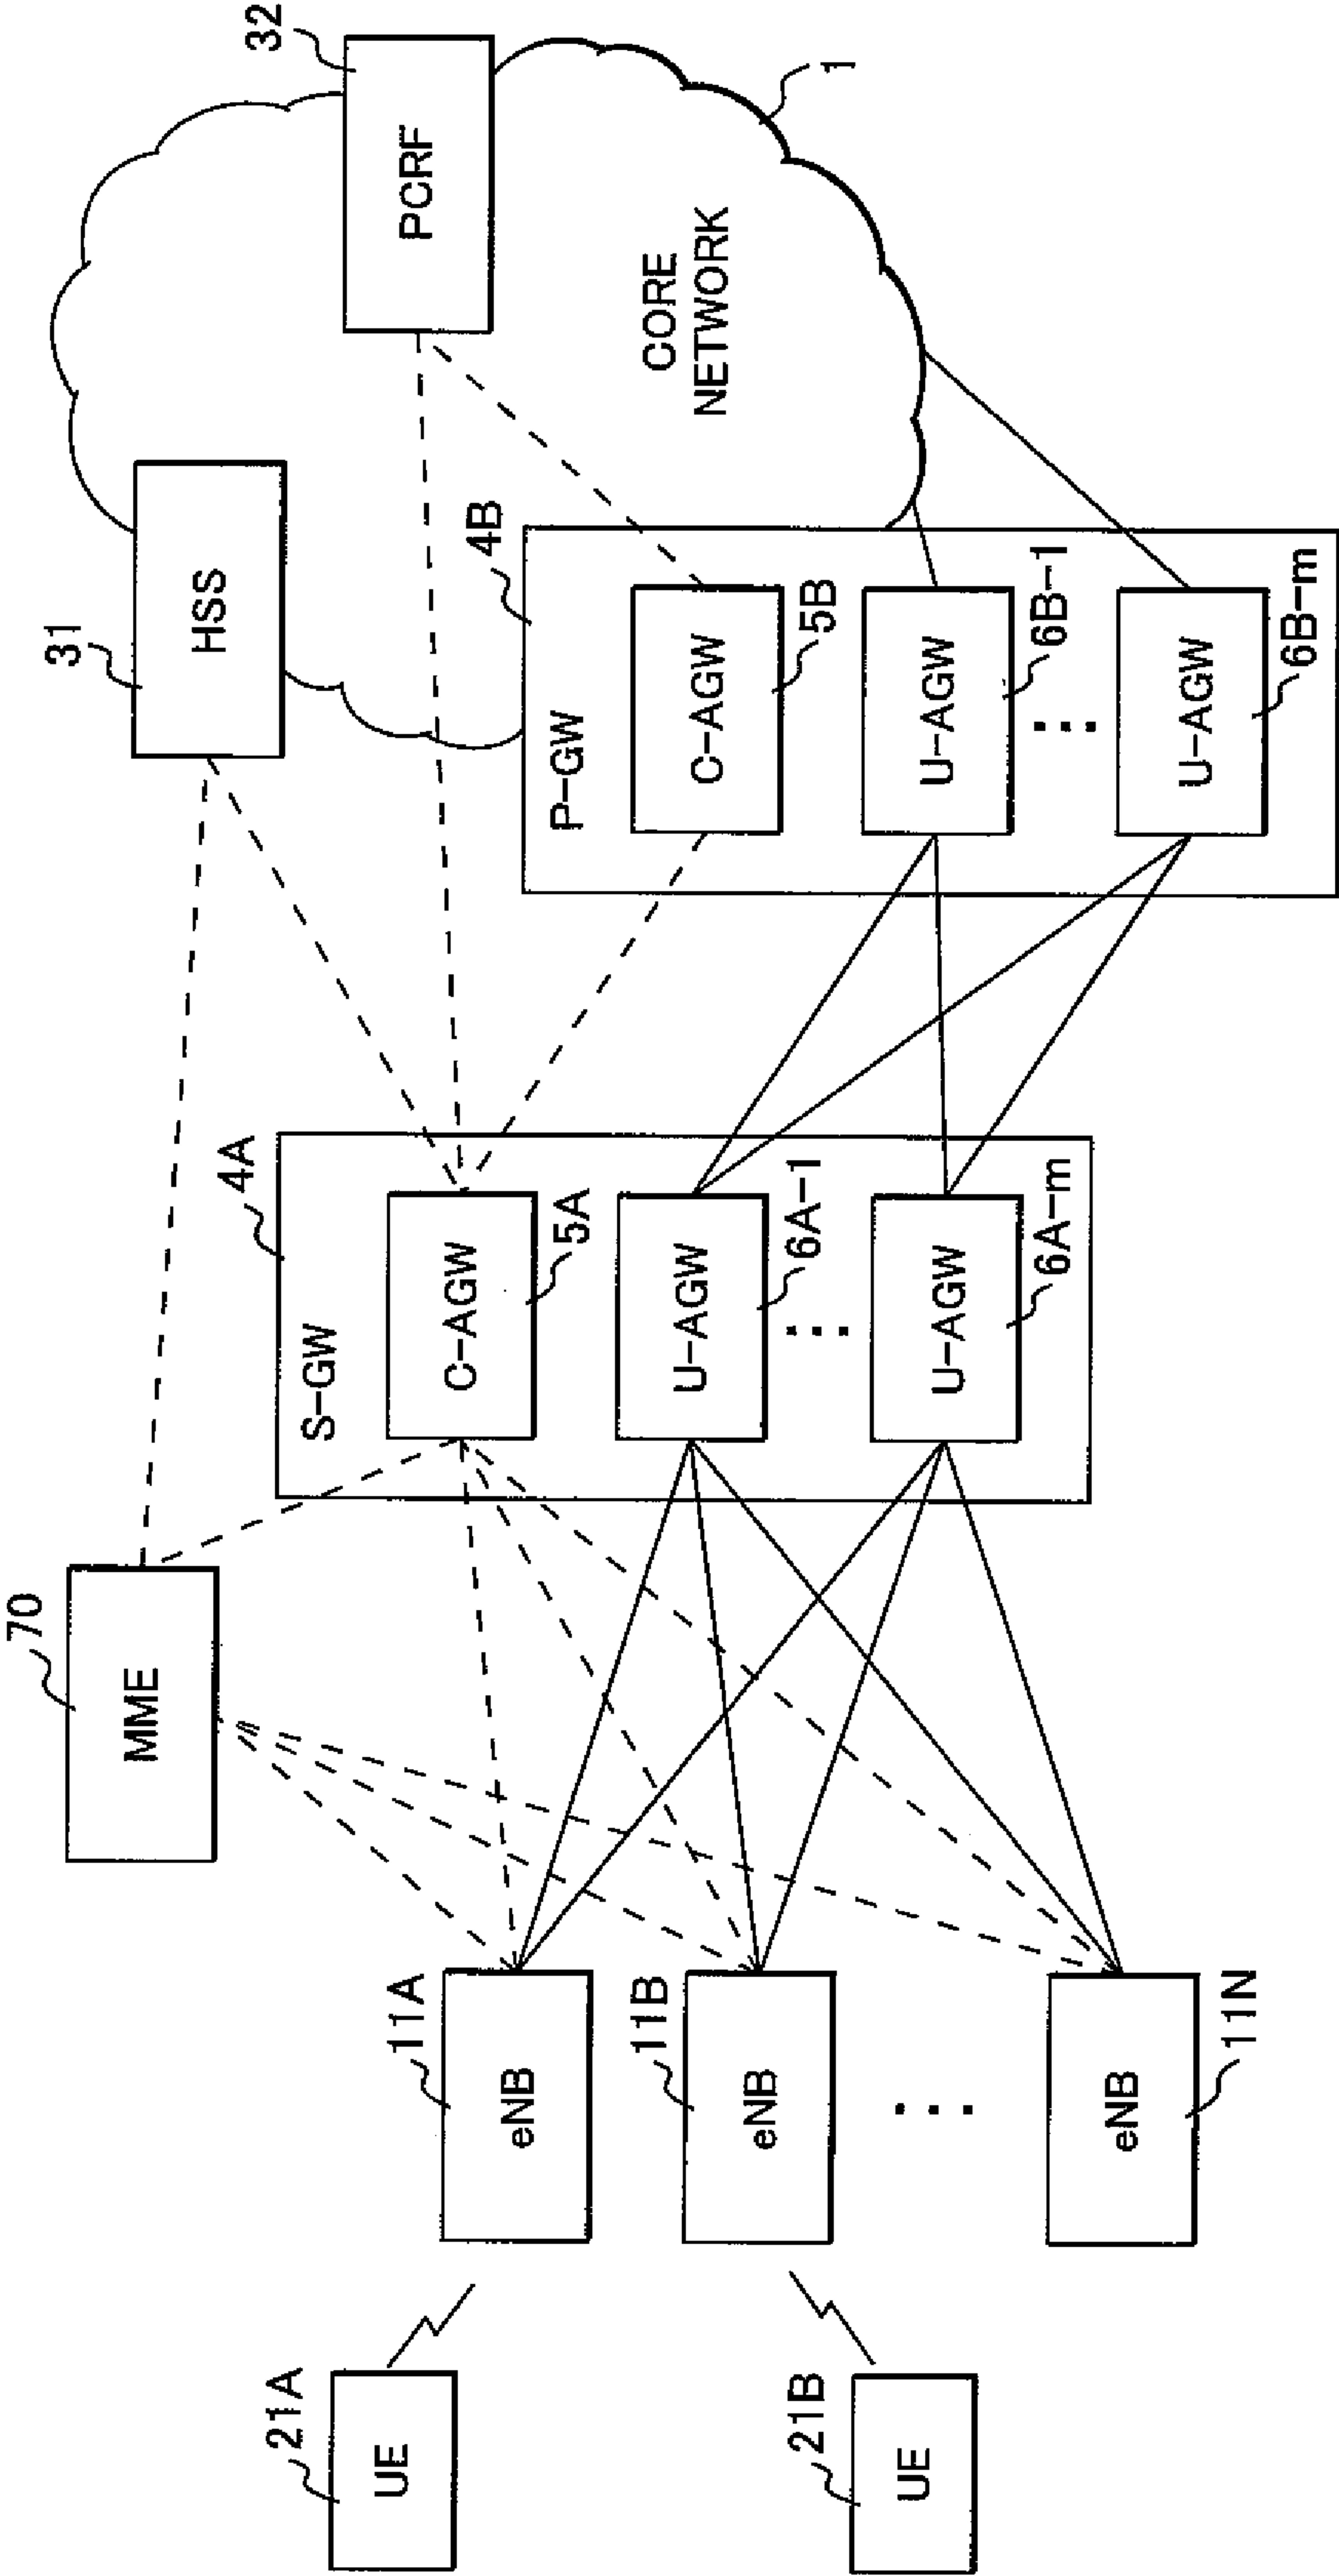 21A
UE
21B
UE
11A
eNB
11B
eNB
...
eNB
11N
70
MME
4A
S-GW
C-AGW
5A
U-AGW
6A-1
...
U-AGW
6A-m
31
HSS
4B
P-GW
C-AGW
5B
U-AGW
6B-1
...
U-AGW
6B-m
32
PCRF
CORE
NETWORK
1